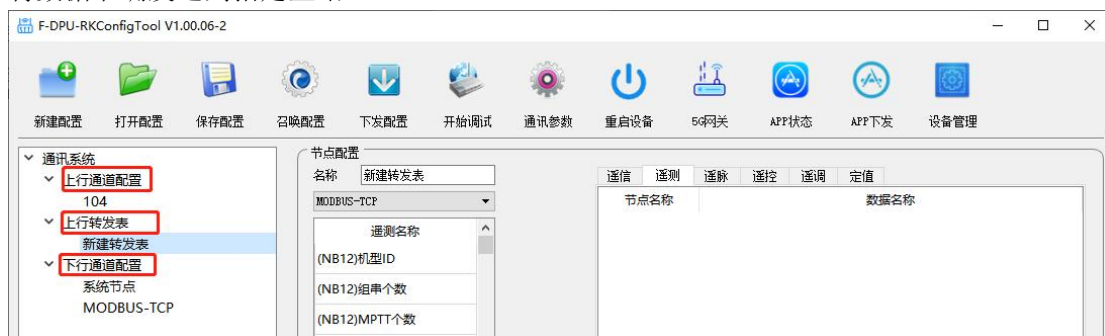 F-DPU-RKConfigTool V1.00.06-2
新建配置 打开配置 保存配置 召唤配置 下发配置 开始调试 通讯参数 重启设备 5G网关 APP状态 APP下发 设备管理
通讯系统
上行通道配置
104
上行转发表
新建转发表
下行通道配置
系统节点
MODBUS-TCP
节点配置
名称 新建转发表
MODBUS-TCP
遥测名称
(NB12)机型ID
(NB12)组串个数
(NB12)MPTT个数
遥信 遥测 遥脉 遥控 遥调 定值
节点名称 数据名称